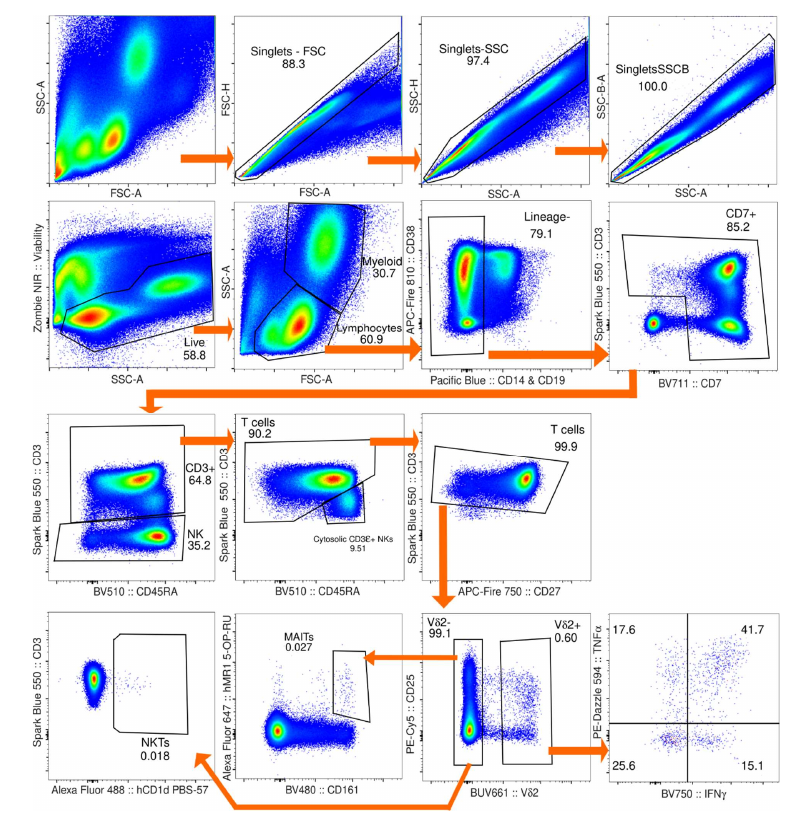 SSC-A
FSC-A
FSC-H
Singlets - FSC
88.3
FSC-A
SSC-H
Singlets-SSC
97.4
SSC-A
SSC-B-A
SingletsSSCB
100.0
SSC-A
Zombie NIR :: Viability
Live
58.8
SSC-A
SSC-A
Myeloid
30.7
Lymphocytes
60.9
FSC-A
APC-Fire 810 :: CD38
Lineage-
79.1
Pacific Blue :: CD14 & CD19
Spark Blue 550 :: CD3
CD7+
85.2
BV711 :: CD7
Spark Blue 550 :: CD3
CD3+
64.8
NK
35.2
BV510 :: CD45RA
Spark Blue 550 :: CD3
T cells
90.2
Cytosolic CD3E+ NKs
9.51
BV510 :: CD45RA
Spark Blue 550 :: CD3
T cells
99.9
APC-Fire 750 :: CD27
Spark Blue 550 :: CD3
NKTs
0.018
Alexa Fluor 488 :: hCD1d PBS-57
Alexa Fluor 647 :: hMR1 5-OP-RU
MAITs
0.027
BV480 :: CD161
PE-Cy5 :: CD25
Vδ2-
99.1
Vδ2+
0.60
BUV661 :: Vδ2
PE-Dazzle 594 :: TNFα
17.6
41.7
25.6
15.1
BV750 :: IFNγ